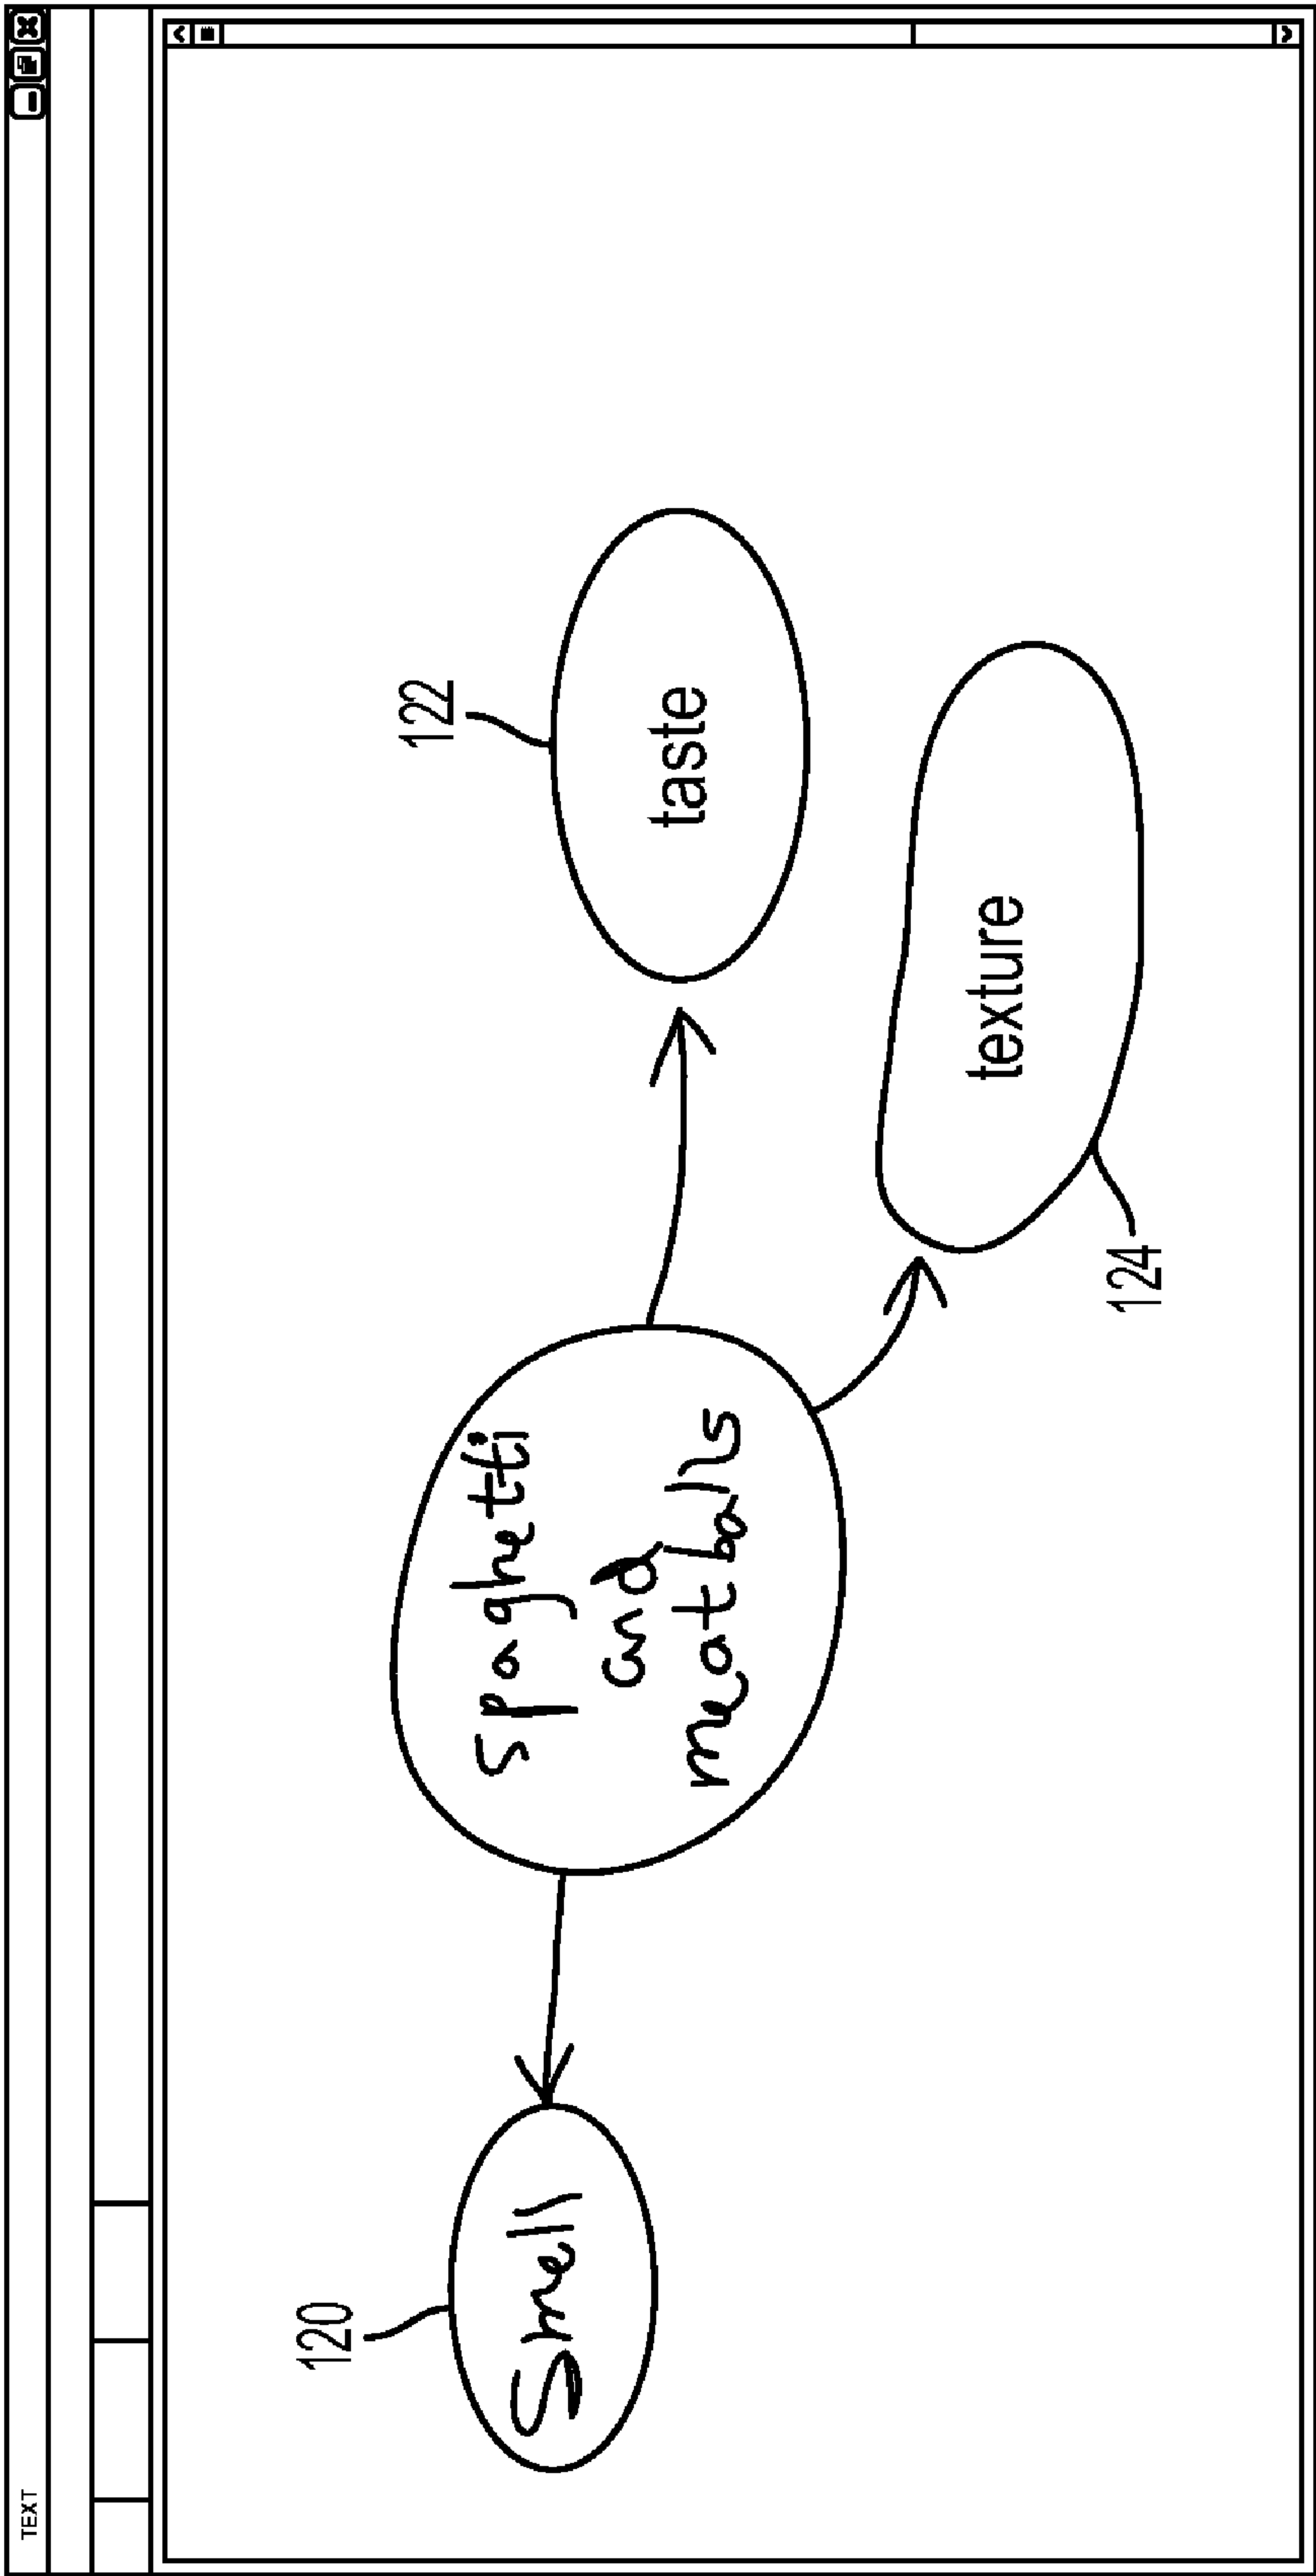 TEXT
120
Smell
spaghetti
and
meatballs
122
taste
texture
124